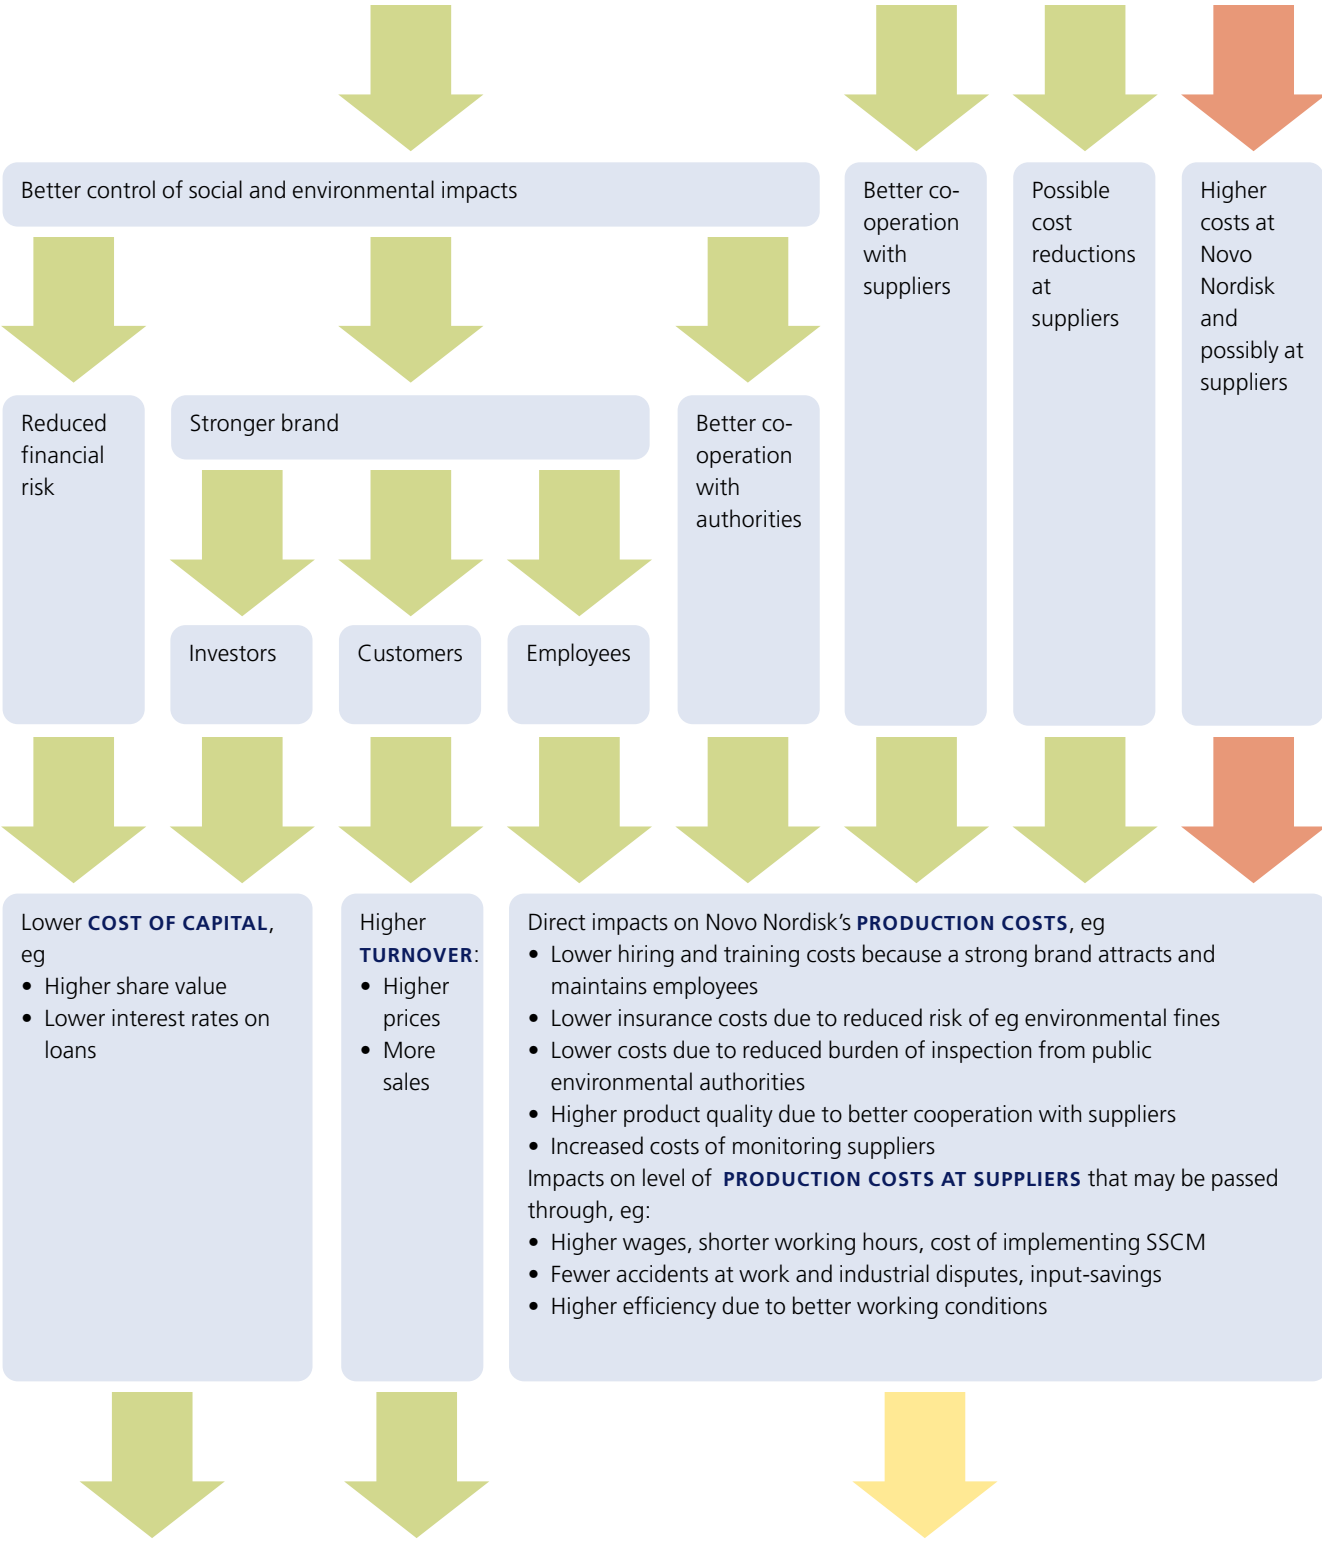 Better control of social and environmental impacts
Better co-
operation
with
suppliers
Possible
cost
reductions
at
suppliers
Higher
costs at
Novo
Nordisk
and
possibly at
suppliers
Reduced
financial
risk
Stronger brand
Better co-
operation
with
authorities
Investors
Customers
Employees
Lower COST OF CAPITAL,
eg
• Higher share value
• Lower interest rates on
loans
Higher
TURNOVER:
• Higher
prices
• More
sales
Direct impacts on Novo Nordisk’s PRODUCTION COSTS, eg
• Lower hiring and training costs because a strong brand attracts and
maintains employees
• Lower insurance costs due to reduced risk of eg environmental fines
• Lower costs due to reduced burden of inspection from public
environmental authorities
• Higher product quality due to better cooperation with suppliers
• Increased costs of monitoring suppliers
Impacts on level of PRODUCTION COSTS AT SUPPLIERS that may be passed
through, eg:
• Higher wages, shorter working hours, cost of implementing SSCM
• Fewer accidents at work and industrial disputes, input-savings
• Higher efficiency due to better working conditions